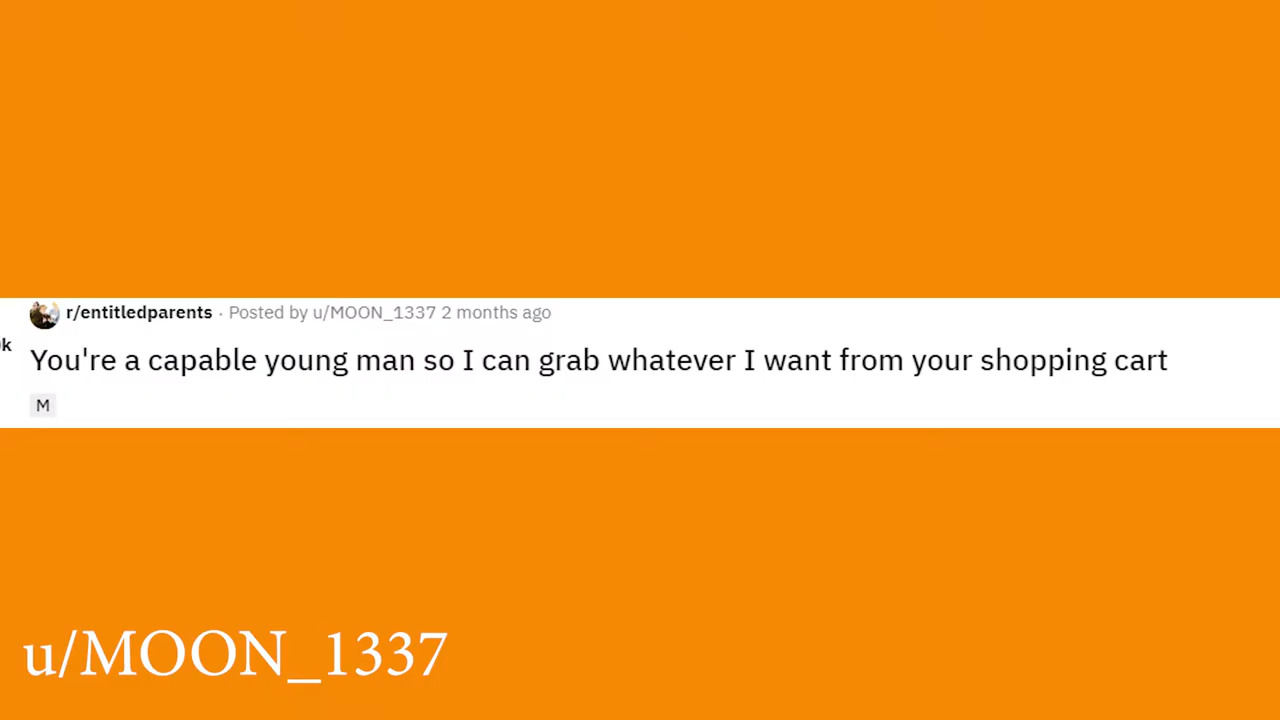 r/entitledparents · Posted by u/MOON_1337 2 months ago
k
You're a capable young man so I can grab whatever I want from your shopping cart
M
u/MOON_1337